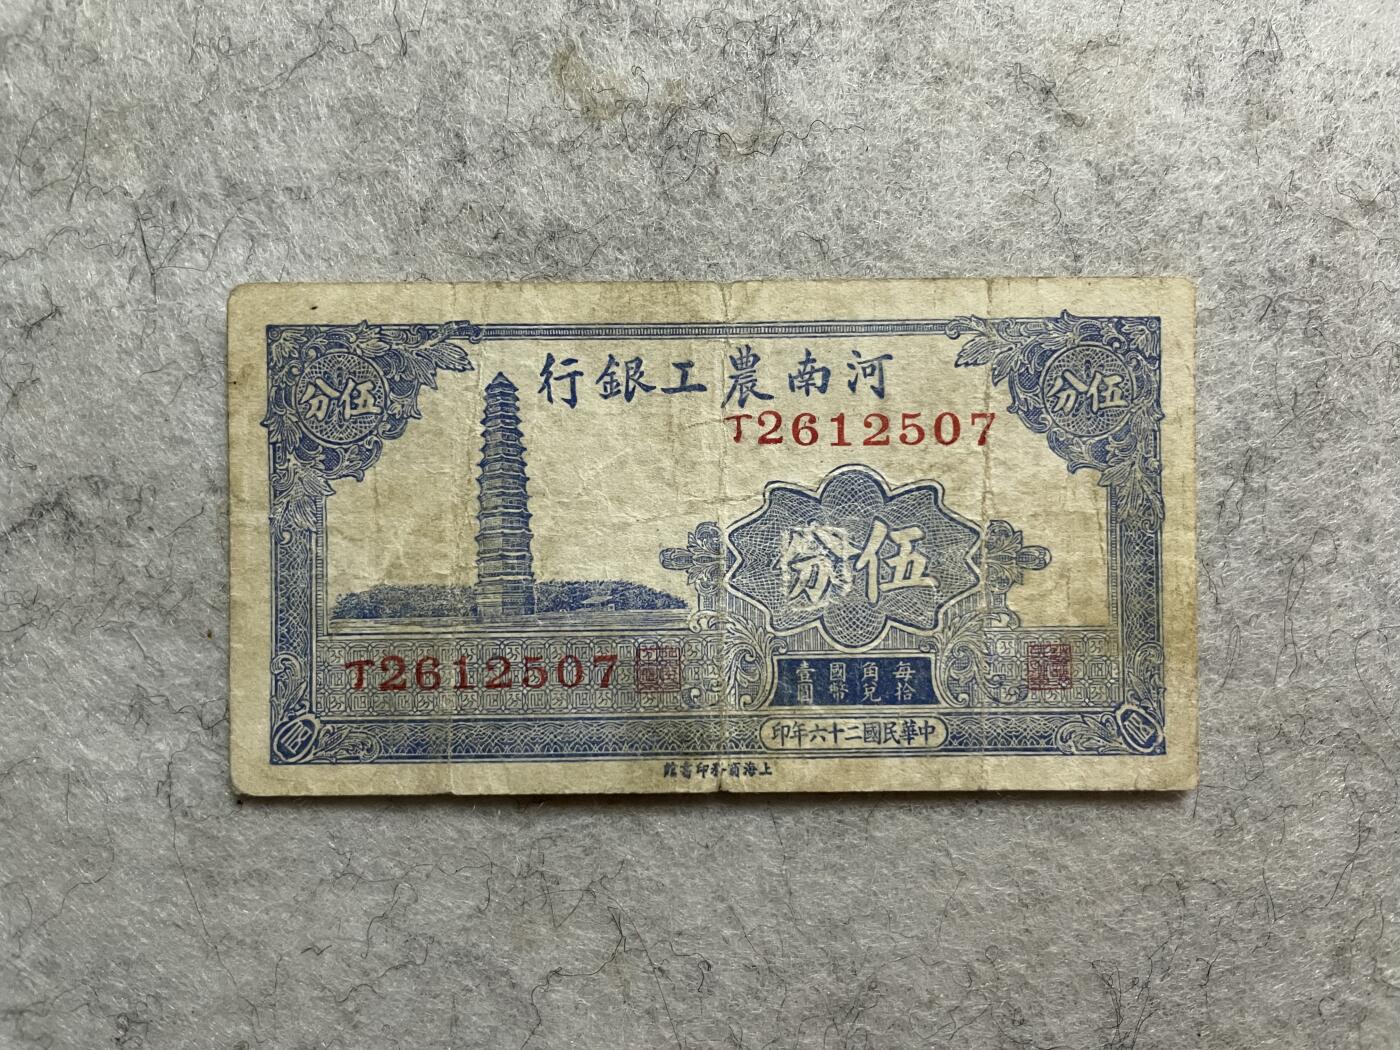 河南農工銀行
伍分
伍分
T2612507
伍分
T2612507
每拾角兌國幣壹圓
中華民國二十六年印
上海商務印書館